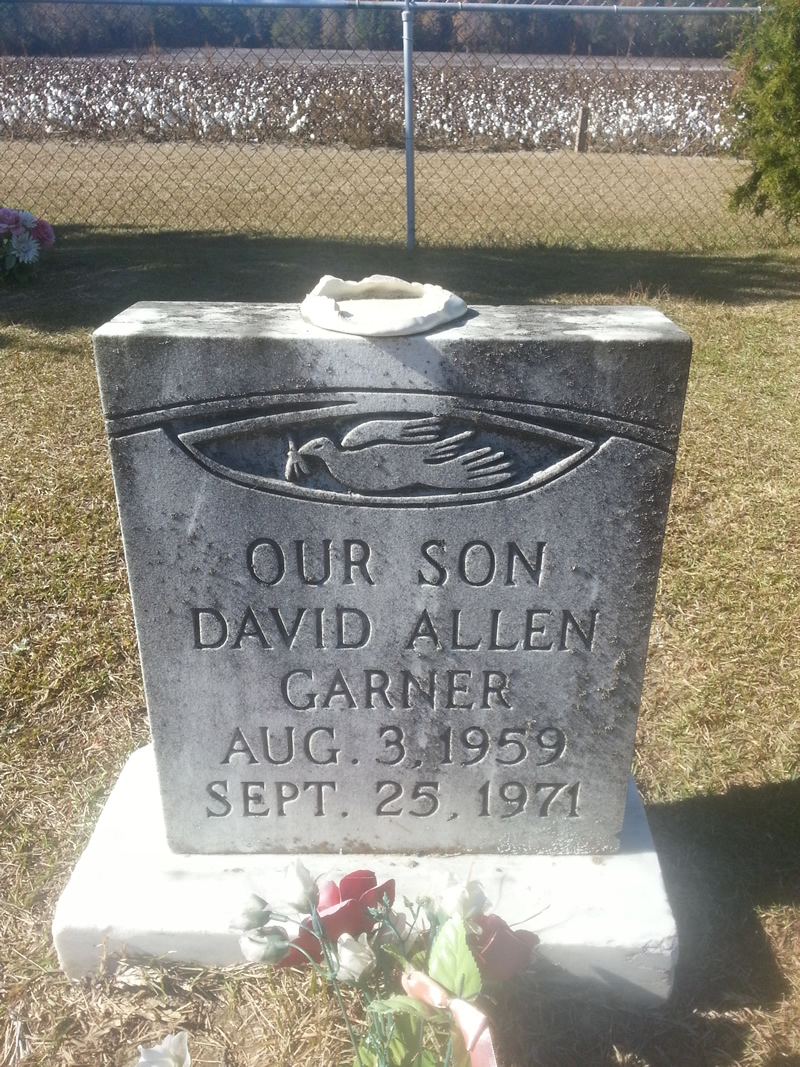 OUR SON
DAVID ALLEN
GARNER
AUG. 3, 1959
SEPT. 25, 1971